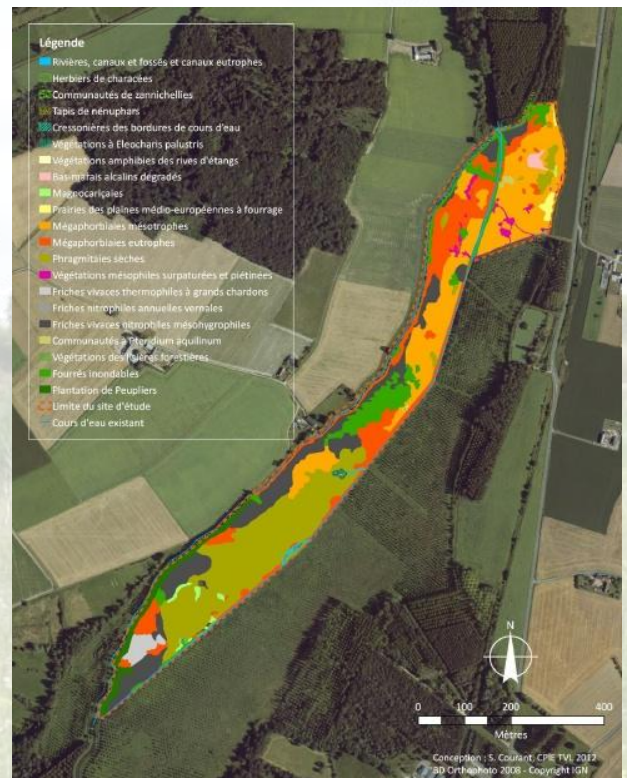 Légende
Rivières, canaux et fossés et canaux eutrophes
Herbiers de characées
Communautés de zannichellies
Tapis de nénuphars
Cressonières des bordures de cours d'eau
Végétations à Eleocharis palustris
Végétations amphibies des rives d'étangs
Bas-marais alcalins degradés
Magnocariçaies
Prairies des plaines médio-européennes à fourrage
Mégaphorbiaies mésotrophes
Mégaphorbiaies eutrophes
Phragmitaies sèches
Végétations mésophiles surpaturées et piétinées
Friches vivaces thermophiles à grands chardons
Friches nitrophiles annuelles vernales
Friches vivaces nitrophiles mésohygrophiles
Communautés à Pteridium aquilinum
Végétations des lisières forestières
Fourrés inondables
Plantation de Peupliers
Limite du site d'étude
Cours d'eau existant
N
0 100 200 400
Mètres
Conception : S. Courant, CPIE TVL 2012
BD Orthophoto 2008 - Copyright IGN